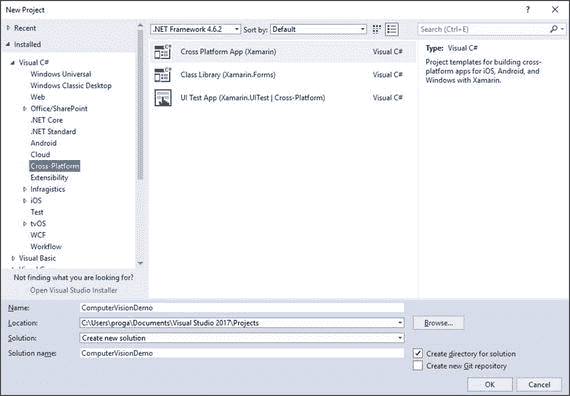 New Project
? ×
Recent
Installed
Visual C#
Windows Universal
Windows Classic Desktop
Web
Office/SharePoint
.NET Core
.NET Standard
Android
Cloud
Cross-Platform
Extensibility
Infragistics
iOS
Test
tvOS
WCF
Workflow
Visual Basic
Not finding what you are looking for?
Open Visual Studio Installer
.NET Framework 4.6.2 Sort by: Default
Cross Platform App (Xamarin) Visual C#
Class Library (Xamarin.Forms) Visual C#
UI Test App (Xamarin.UITest | Cross-Platform) Visual C#
Search (Ctrl+E)
Type: Visual C#
Project templates for building cross-
platform apps for iOS, Android, and
Windows with Xamarin.
Name: ComputerVisionDemo
Location: C:\Users\proga\Documents\Visual Studio 2017\Projects Browse...
Solution: Create new solution
Solution name: ComputerVisionDemo
Create directory for solution
Create new Git repository
OK Cancel